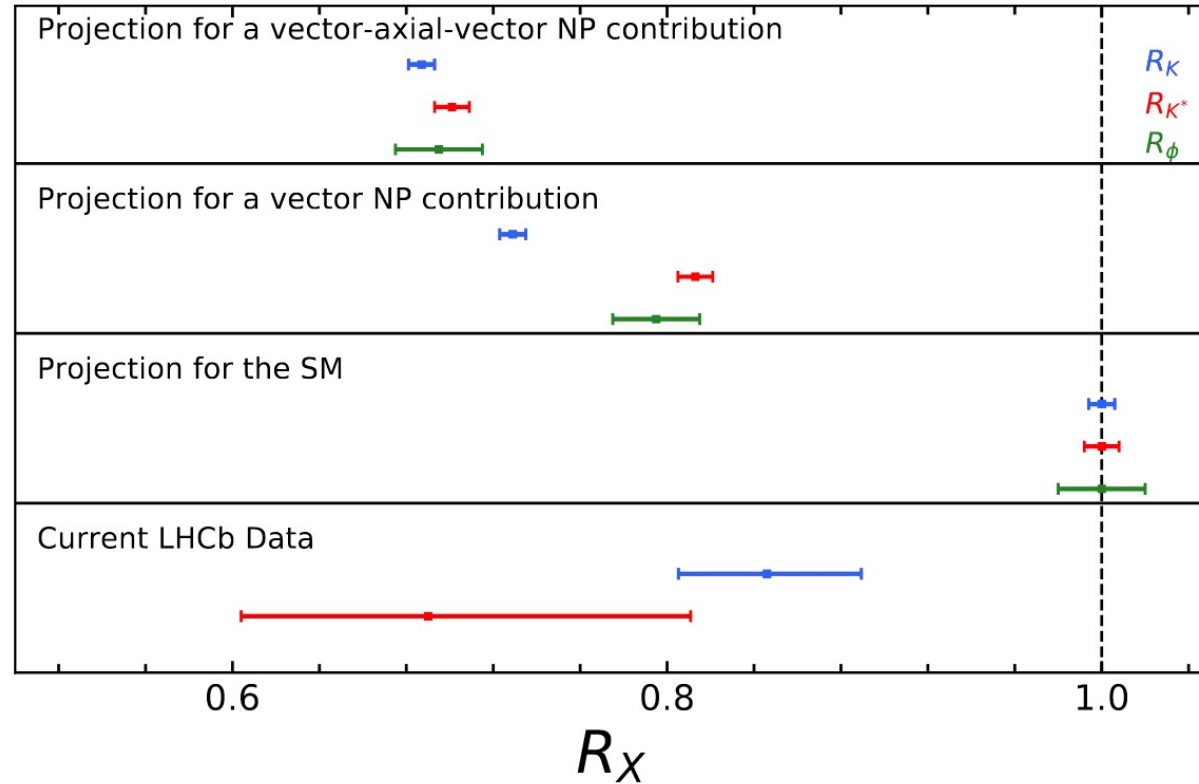 Projection for a vector-axial-vector NP contribution
R_K
R_{K*}
R_ϕ
Projection for a vector NP contribution
Projection for the SM
Current LHCb Data
0.6 0.8 1.0
R_X